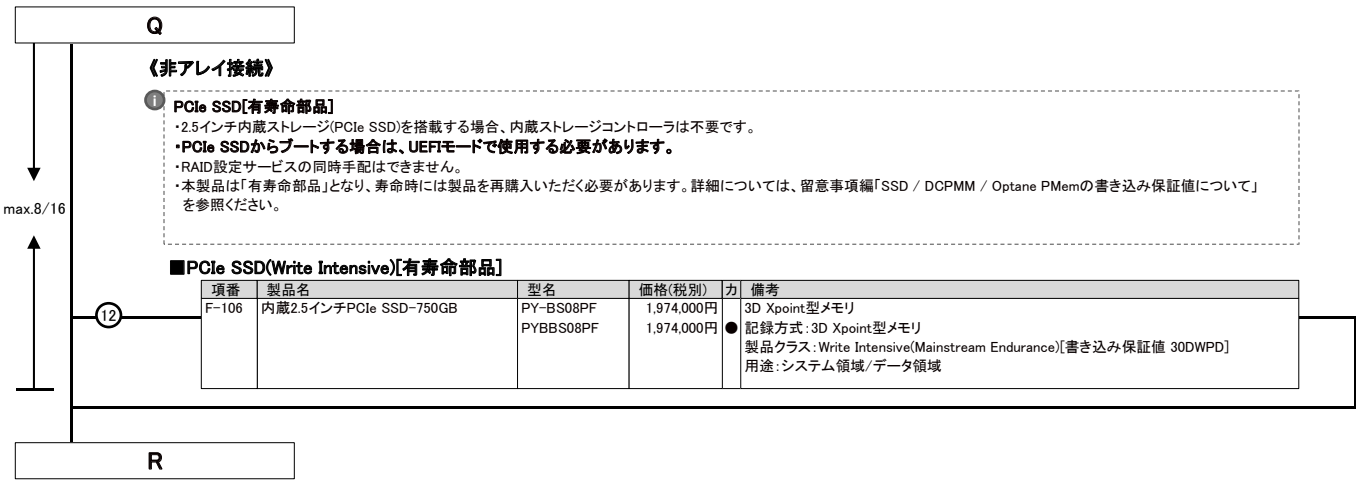 Q
《非アレイ接続》
i
PCIe SSD[有寿命部品]
・2.5インチ内蔵ストレージ(PCIe SSD)を搭載する場合、内蔵ストレージコントローラは不要です。
・PCIe SSDからブートする場合は、UEFIモードで使用する必要があります。
・RAID設定サービスの同時手配はできません。
・本製品は「有寿命部品」となり、寿命時には製品を再購入いただく必要があります。詳細については、留意事項編「SSD / DCPMM / Optane PMemの書き込み保証値について」
を参照ください。
max.8/16
■PCIe SSD(Write Intensive)[有寿命部品]
項番 製品名 型名 価格(税別) カ 備考
⑫ F-106 内蔵2.5インチPCIe SSD-750GB PY-BS08PF 1,974,000円 3D Xpoint型メモリ
PYBBS08PF 1,974,000円 ● 記録方式:3D Xpoint型メモリ
製品クラス:Write Intensive(Mainstream Endurance)[書き込み保証値 30DWPD]
用途:システム領域/データ領域
R